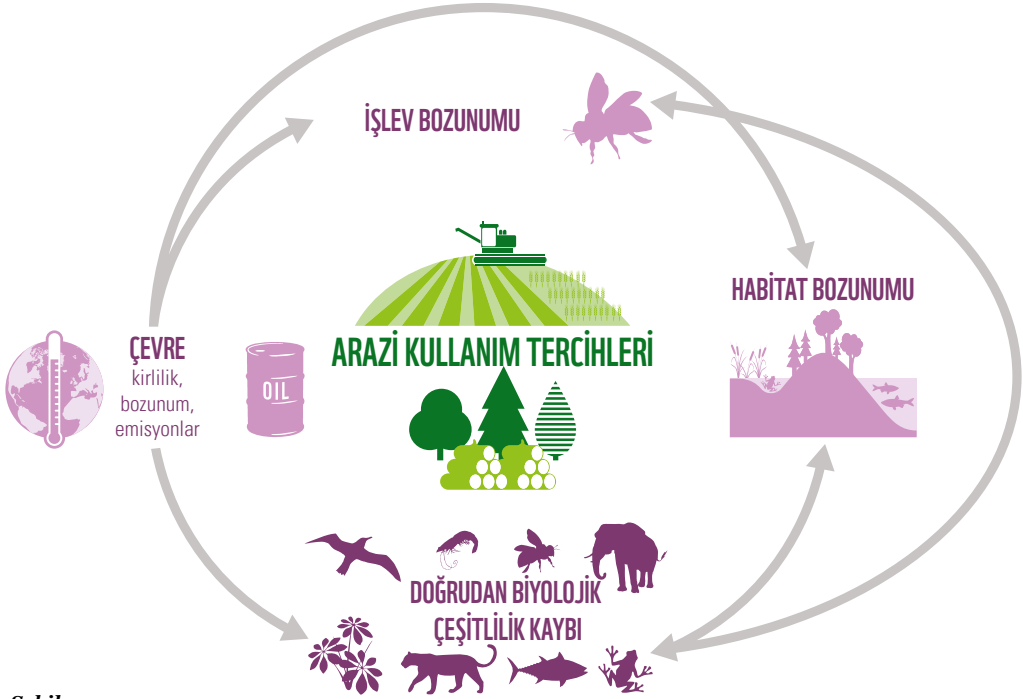 İŞLEV BOZUNUMU
HABİTAT BOZUNUMU
ÇEVRE
kirlilik,
bozunum,
emisyonlar
OIL
ARAZİ KULLANIM TERCİHLERİ
DOĞRUDAN BİYOLOJİK
ÇEŞİTLİLİK KAYBI